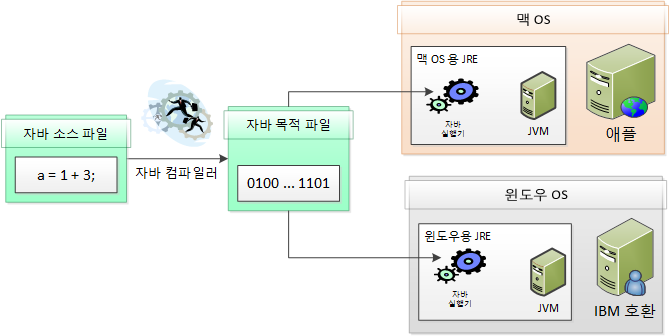 맥 OS
맥 OS 용 JRE
자바
실행기
JVM
애플
자바 소스 파일
a = 1 + 3;
자바 컴파일러
자바 목적 파일
0100 ... 1101
윈도우 OS
윈도우용 JRE
자바
실행기
JVM
IBM 호환